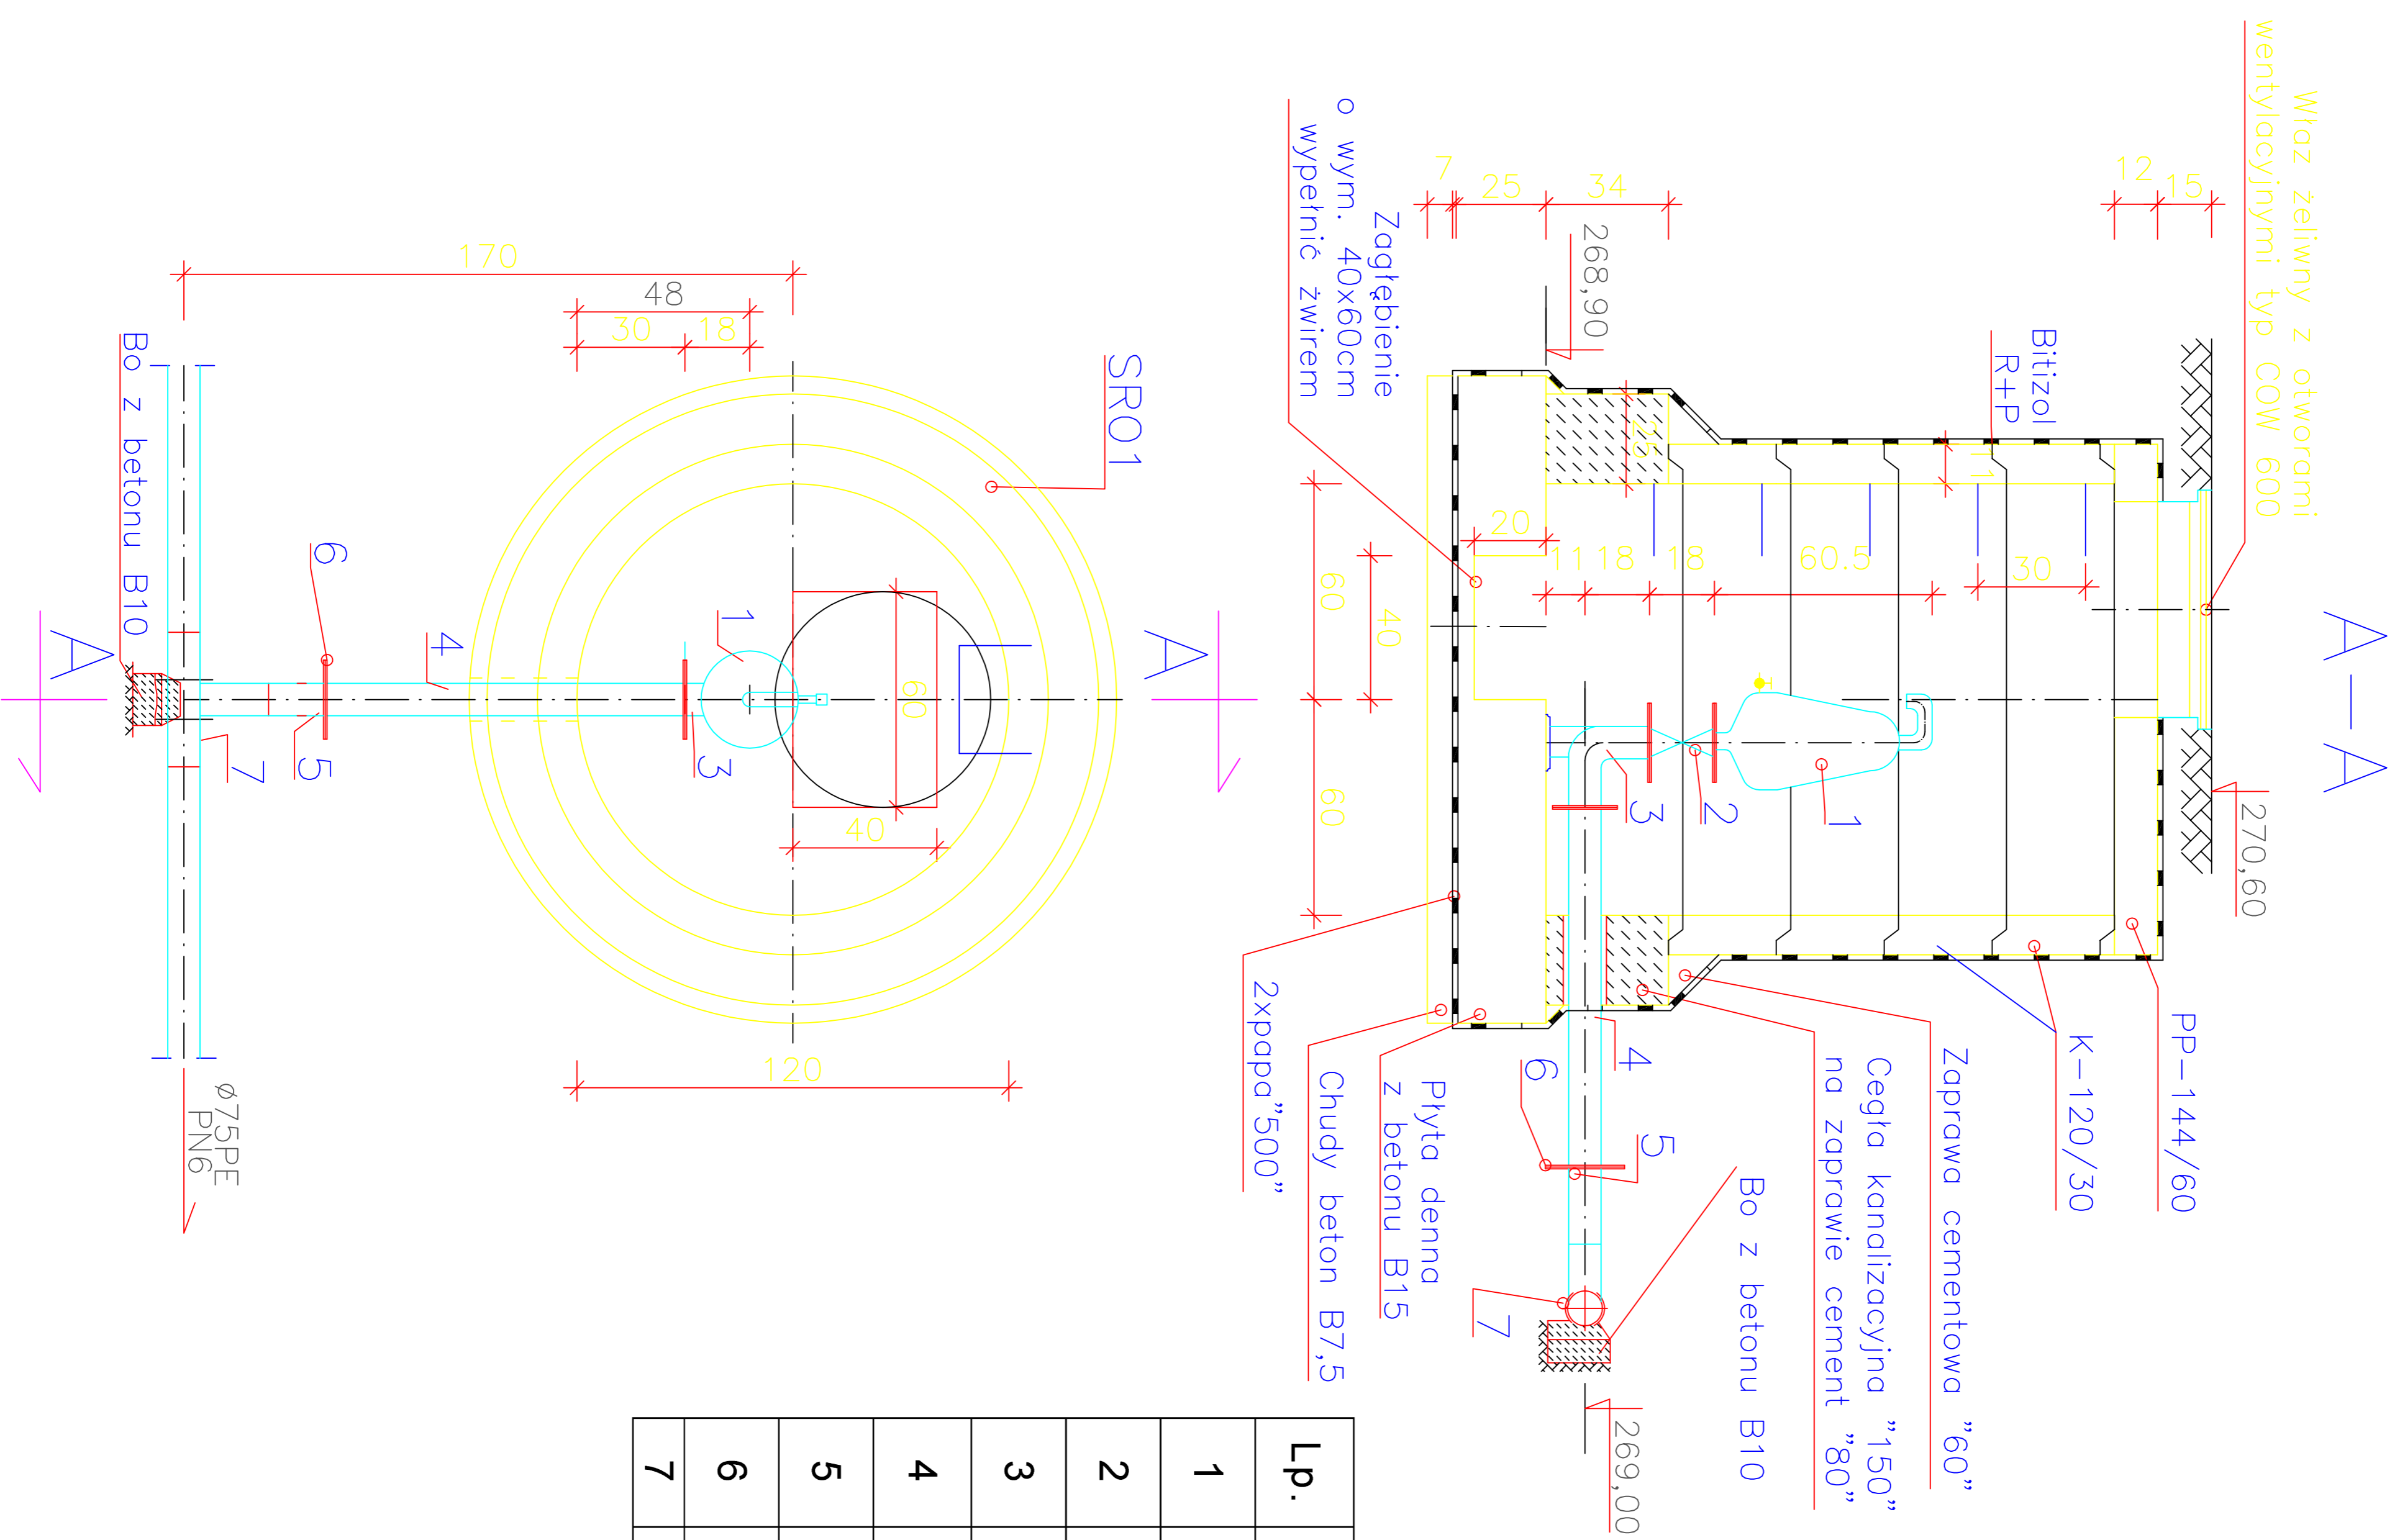 A-A
Właz żeliwny z otworami
wentylacyjnymi typ COW 600
270,60
15
12
PP-144/60
K-120/30
Bitizol
R+P
11
30
60.5
18
18
11
1
2
3
4
5
6
7
Zaprawa cementowa "60"
Cegła kanalizacyjna "150"
na zaprawie cement "80"
Bo z betonu B10
269,00
34
25
7
268,90
25
20
Zagłębienie
o wym. 40x60cm
wypełnić żwirem
40
60
60
Płyta denna
z betonu B15
Chudy beton B7,5
2xpapa"500"
A
A
SR01
1
3
4
5
6
7
60
40
120
170
48
30
18
Bo z betonu B10
ø75PE
PN6
Lp.
1
2
3
4
5
6
7